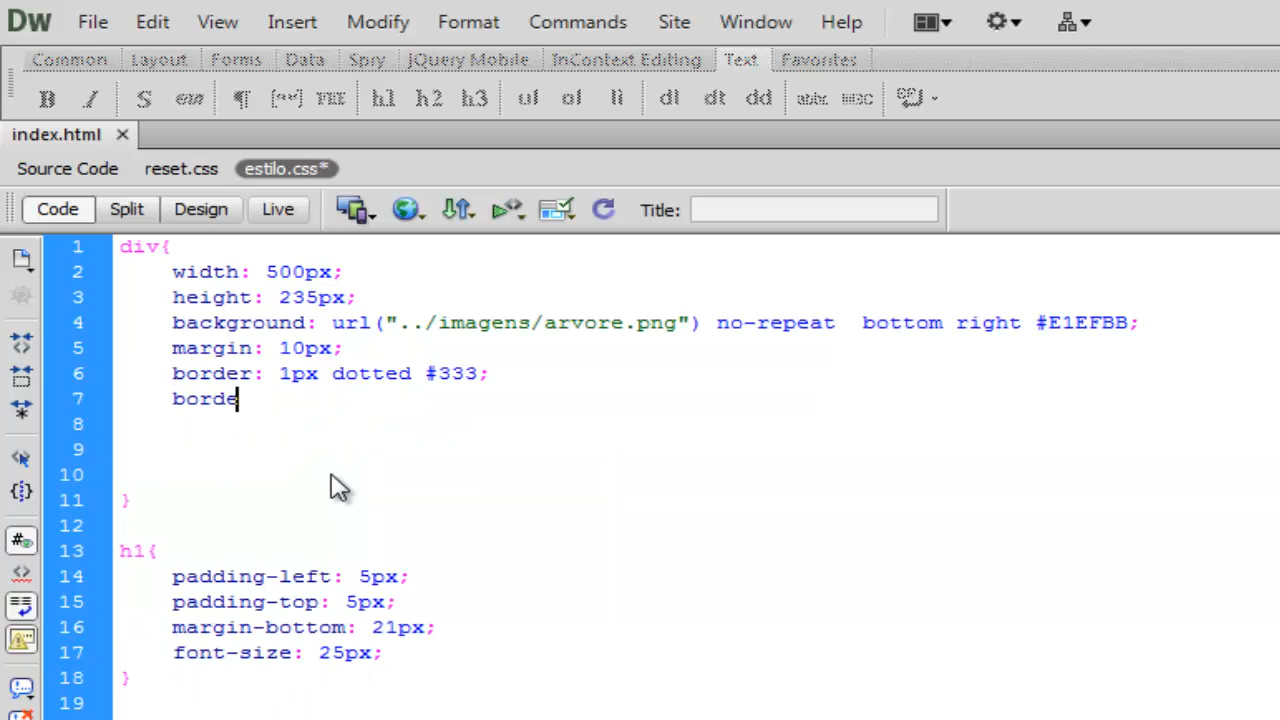 DW File Edit View Insert Modify Format Commands Site Window Help
Common Layout Forms Data Spry jQuery Mobile InContext Editing Text Favorites
B I S em ¶ [""] PRE h1 h2 h3 ul ol li dl dt dd abbr.
index.html
Source Code reset.css estilo.css*
Code Split Design Live Title:
1 div{
2 width: 500px;
3 height: 235px;
4 background: url("../imagens/arvore.png") no-repeat  bottom right #E1EFBB;
5 margin: 10px;
6 border: 1px dotted #333;
7 borde
8
9
10
11 }
12
13 h1{
14 padding-left: 5px;
15 padding-top: 5px;
16 margin-bottom: 21px;
17 font-size: 25px;
18 }
19